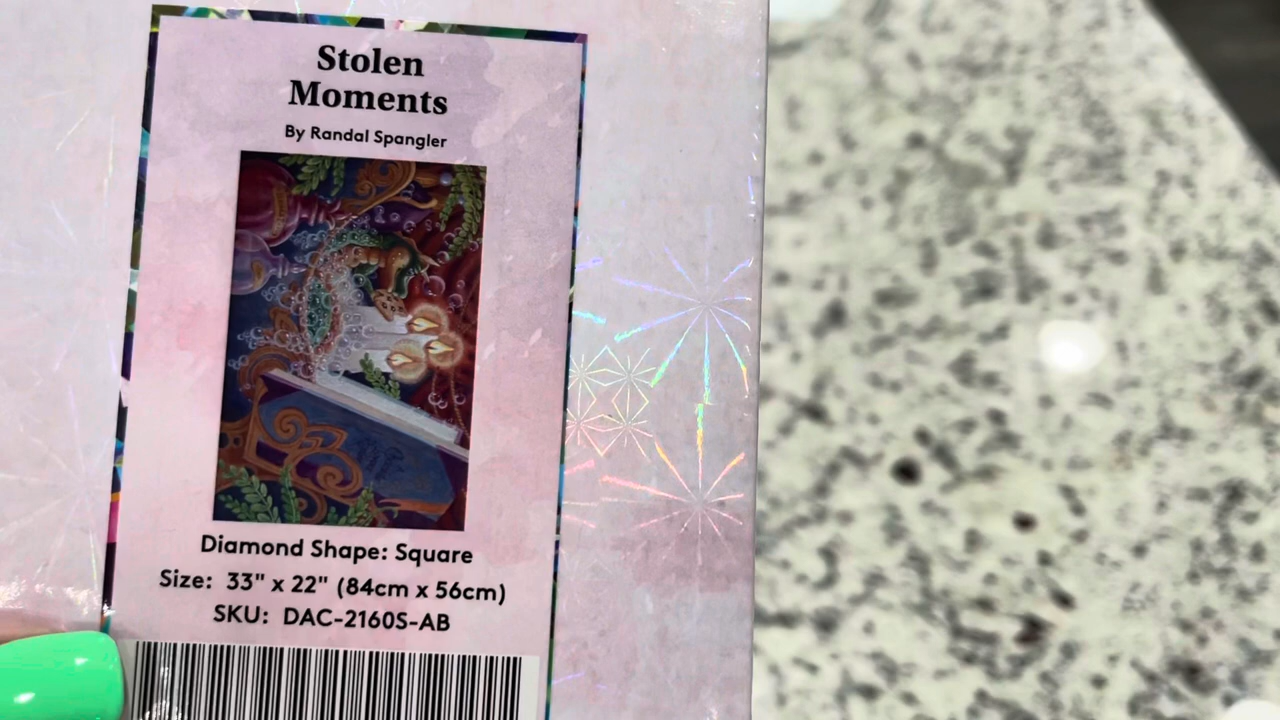 Stolen
Moments
By Randal Spangler
Diamond Shape: Square
Size: 33" x 22" (84cm x 56cm)
SKU: DAC-2160S-AB